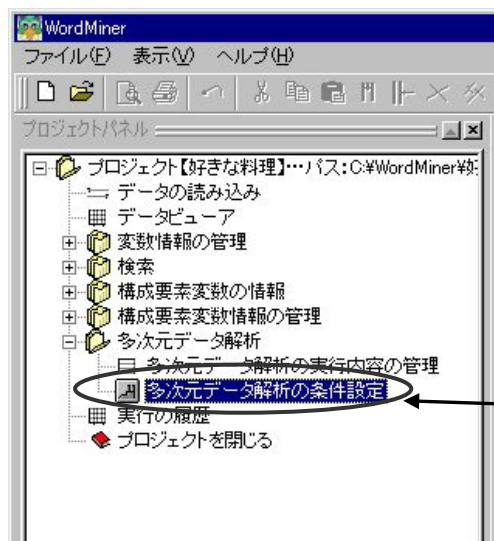 WordMiner
ファイル(F) 表示(V) ヘルプ(H)
プロジェクトパネル
プロジェクト【好きな料理】…パス:C:¥WordMiner¥好
データの読み込み
データビューア
変数情報の管理
検索
構成要素変数の情報
構成要素変数情報の管理
多次元データ解析
多次元データ解析の実行内容の管理
多次元データ解析の条件設定
実行の履歴
プロジェクトを閉じる